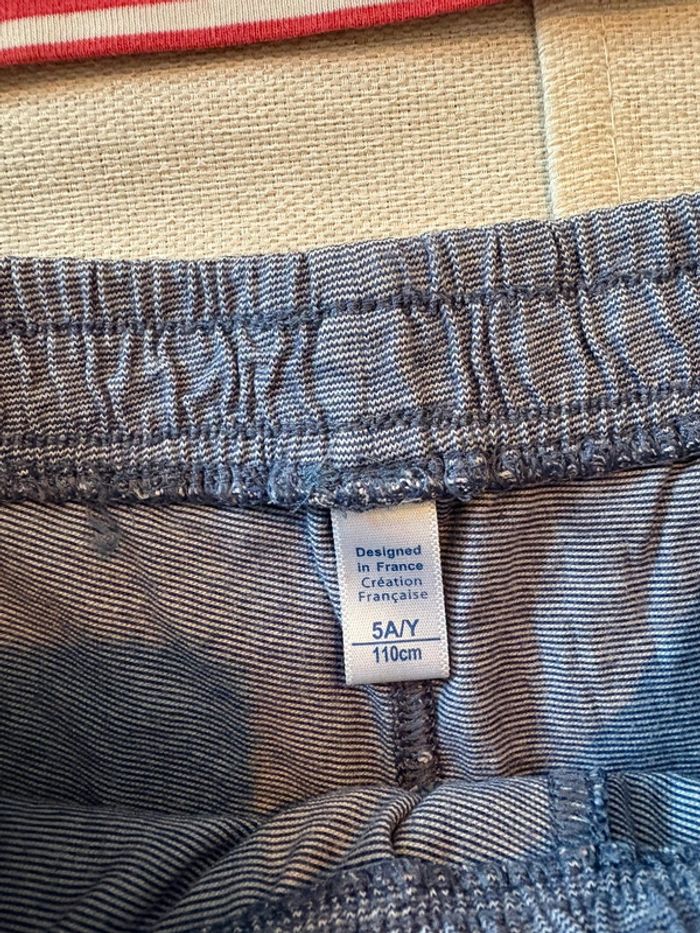 Designed
in France
Création
Française
5A/Y
110cm